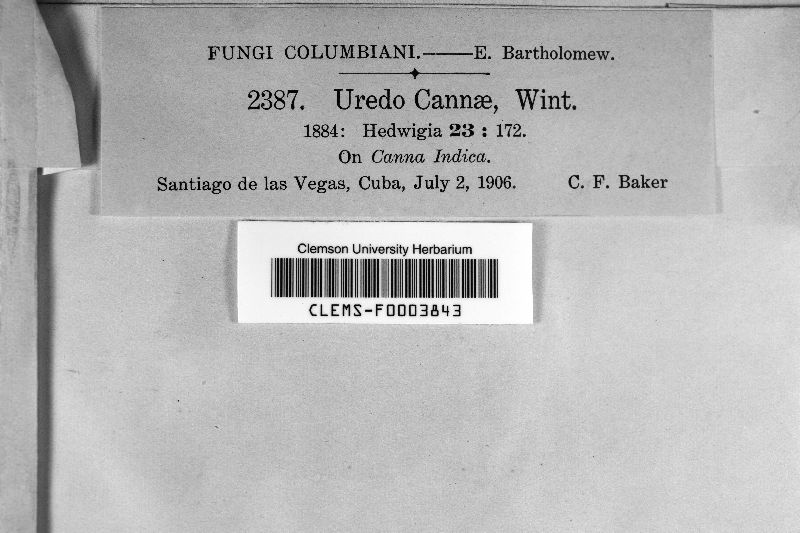 FUNGI COLUMBIANI.——E. Bartholomew.
2387. Uredo Cannæ, Wint.
1884: Hedwigia 23 : 172.
On Canna Indica.
Santiago de las Vegas, Cuba, July 2, 1906. C. F. Baker
Clemson University Herbarium
CLEMS-F0003843